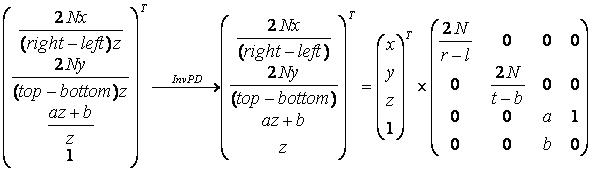 2Nx
(right−left)z
2Ny
(top−bottom)z
az+b
z
1
T
InvPD
2Nx
(right−left)
2Ny
(top−bottom)
az+b
z
T
=
x
y
z
1
T
×
2N
r−l
0 0 0
0
2N
t−b
0 0
0 0 a 1
0 0 b 0